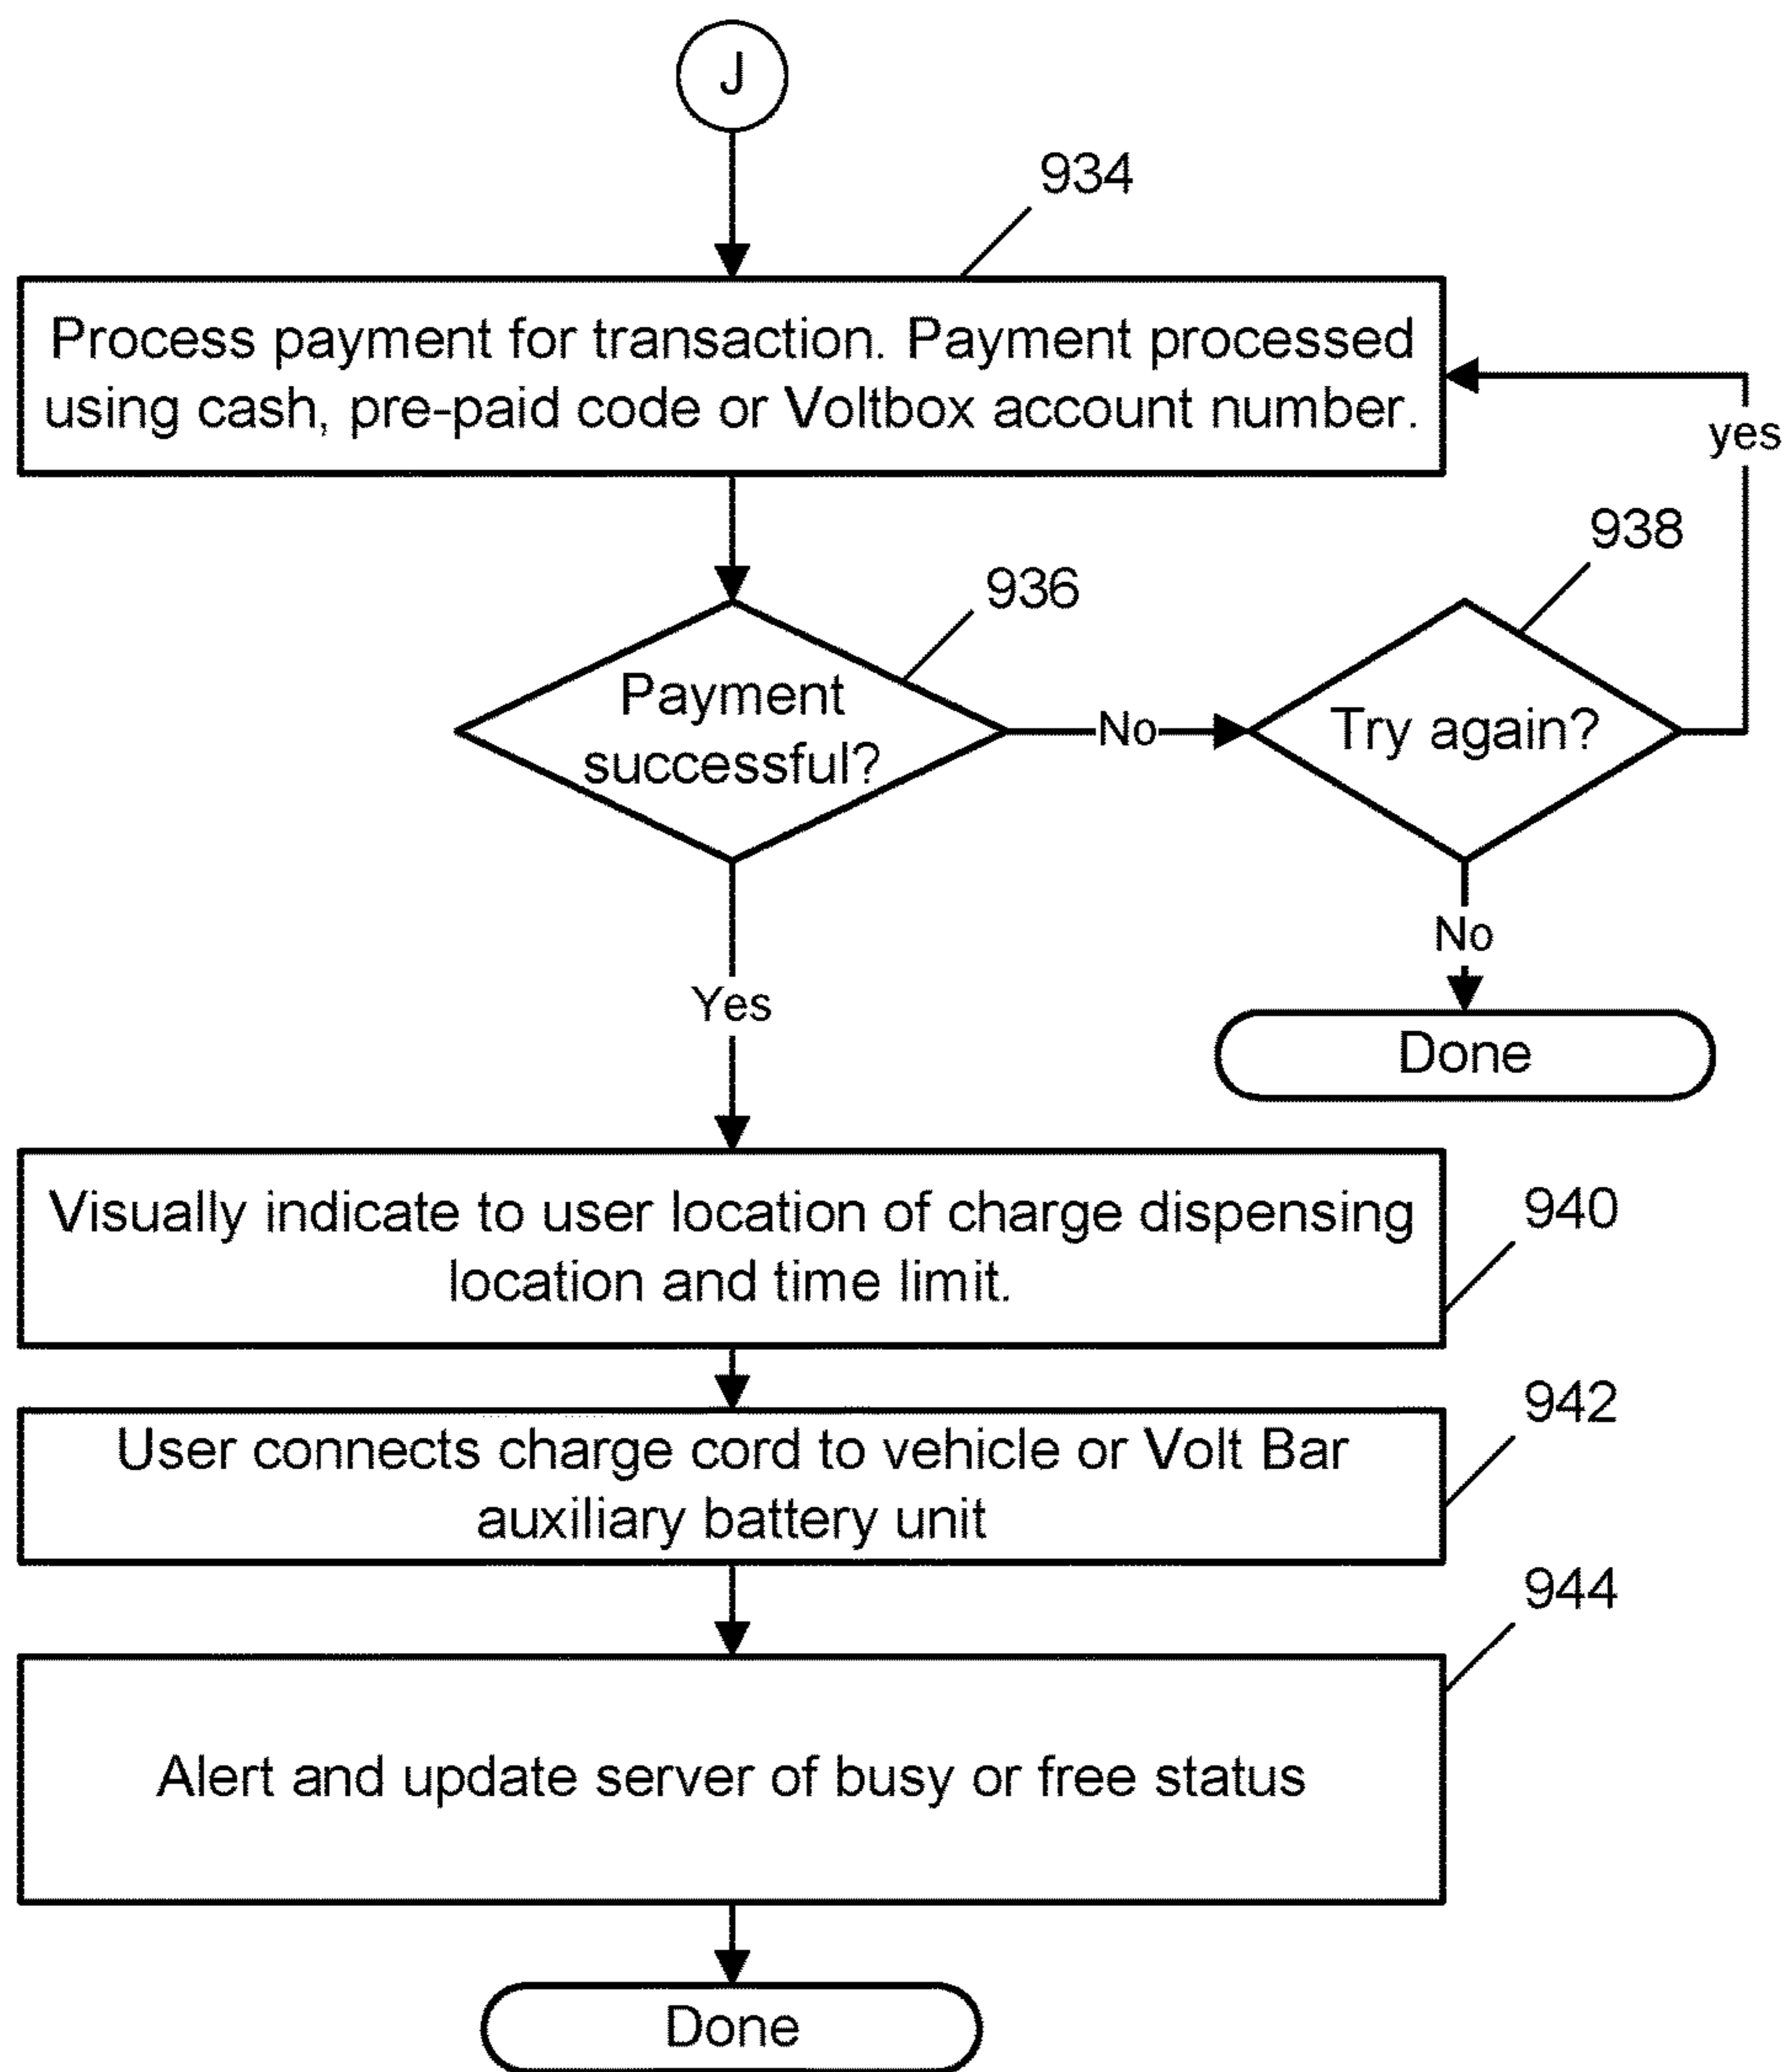 J
934
Process payment for transaction. Payment processed
using cash, pre-paid code or Voltbox account number.
yes
938
936
Payment
successful?
No
Try again?
No
Done
Yes
Visually indicate to user location of charge dispensing
location and time limit.
940
User connects charge cord to vehicle or Volt Bar
auxiliary battery unit
942
944
Alert and update server of busy or free status
Done